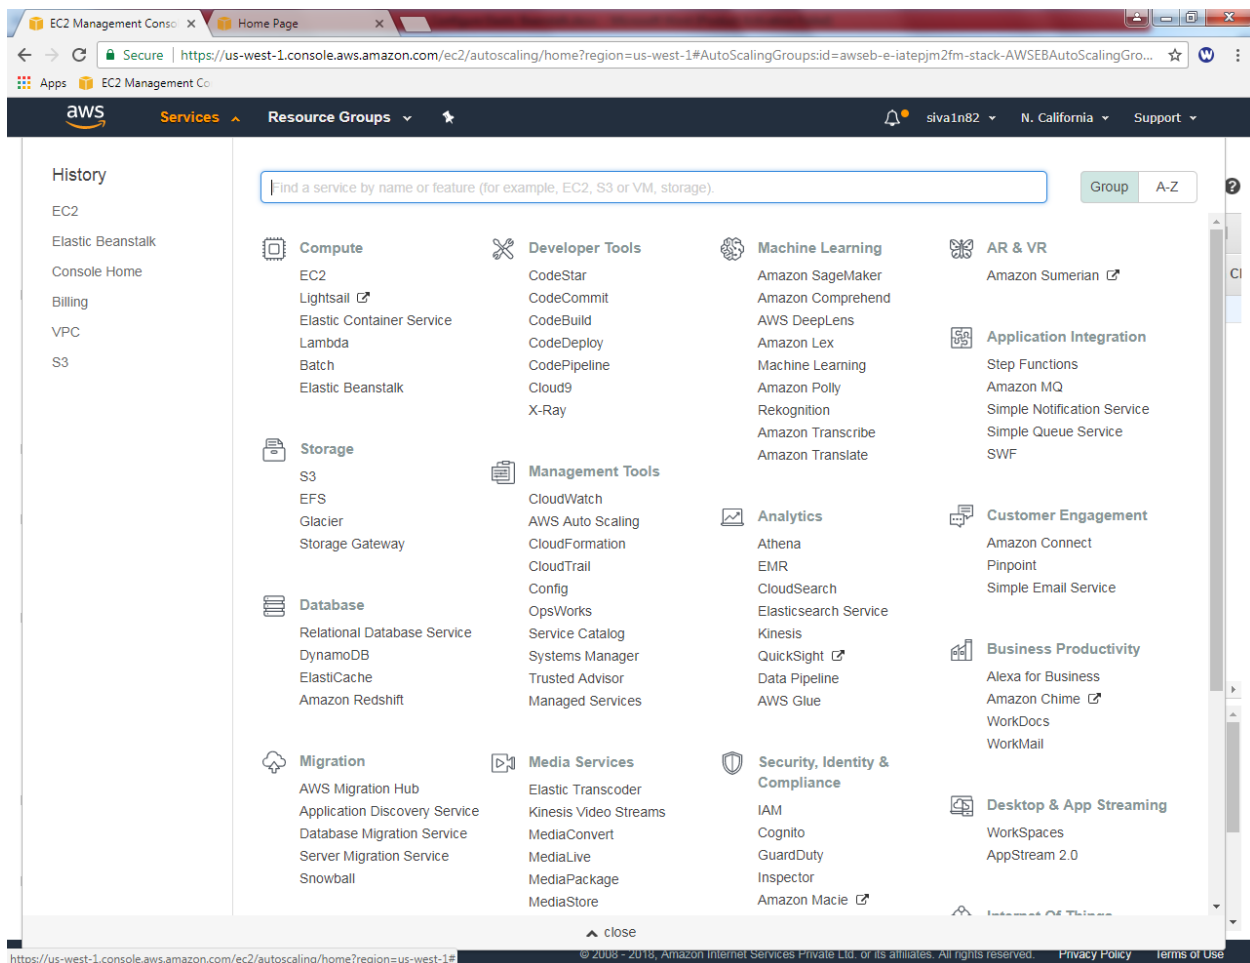 EC2 Management Conso
Home Page
Secure
https://us-west-1.console.aws.amazon.com/ec2/autoscaling/home?region=us-west-1#AutoScalingGroups:id=awseb-e-iatepjm2fm-stack-AWSEBAutoScalingGro...
Apps
EC2 Management Co
aws
Services
Resource Groups
siva1n82
N. California
Support
History
EC2
Elastic Beanstalk
Console Home
Billing
VPC
S3
Find a service by name or feature (for example, EC2, S3 or VM, storage).
Group
A-Z
Compute
EC2
Lightsail
Elastic Container Service
Lambda
Batch
Elastic Beanstalk
Storage
S3
EFS
Glacier
Storage Gateway
Database
Relational Database Service
DynamoDB
ElastiCache
Amazon Redshift
Migration
AWS Migration Hub
Application Discovery Service
Database Migration Service
Server Migration Service
Snowball
Developer Tools
CodeStar
CodeCommit
CodeBuild
CodeDeploy
CodePipeline
Cloud9
X-Ray
Management Tools
CloudWatch
AWS Auto Scaling
CloudFormation
CloudTrail
Config
OpsWorks
Service Catalog
Systems Manager
Trusted Advisor
Managed Services
Media Services
Elastic Transcoder
Kinesis Video Streams
MediaConvert
MediaLive
MediaPackage
MediaStore
Machine Learning
Amazon SageMaker
Amazon Comprehend
AWS DeepLens
Amazon Lex
Machine Learning
Amazon Polly
Rekognition
Amazon Transcribe
Amazon Translate
Analytics
Athena
EMR
CloudSearch
Elasticsearch Service
Kinesis
QuickSight
Data Pipeline
AWS Glue
Security, Identity &
Compliance
IAM
Cognito
GuardDuty
Inspector
Amazon Macie
AR & VR
Amazon Sumerian
Application Integration
Step Functions
Amazon MQ
Simple Notification Service
Simple Queue Service
SWF
Customer Engagement
Amazon Connect
Pinpoint
Simple Email Service
Business Productivity
Alexa for Business
Amazon Chime
WorkDocs
WorkMail
Desktop & App Streaming
WorkSpaces
AppStream 2.0
Internet Of Things
close
https://us-west-1.console.aws.amazon.com/ec2/autoscaling/home?region=us-west-1#
© 2008 - 2018, Amazon Internet Services Private Ltd. or its affiliates. All rights reserved.
Privacy Policy
Terms of Use